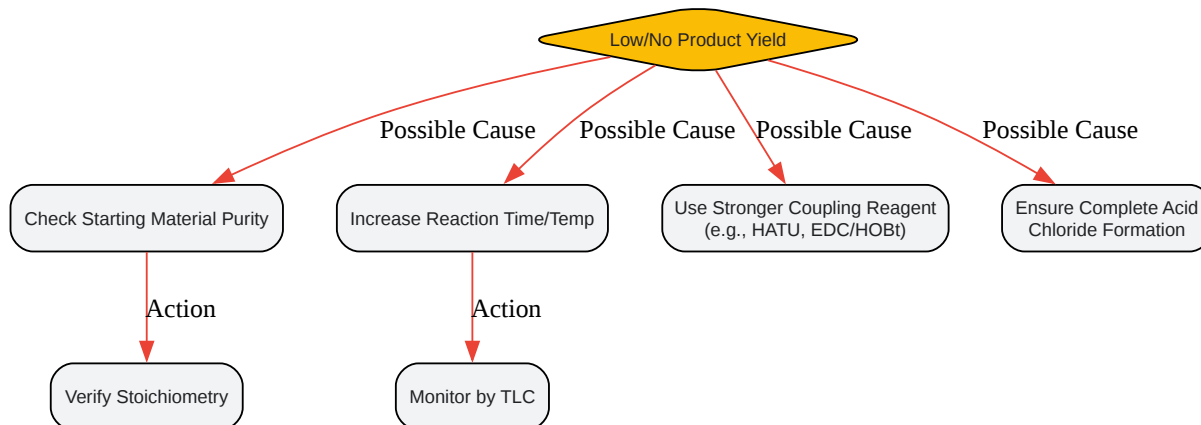 Low/No Product Yield
Possible Cause
Possible Cause
Possible Cause
Possible Cause
Check Starting Material Purity
Increase Reaction Time/Temp
Use Stronger Coupling Reagent
(e.g., HATU, EDC/HOBt)
Ensure Complete Acid
Chloride Formation
Action
Action
Verify Stoichiometry
Monitor by TLC